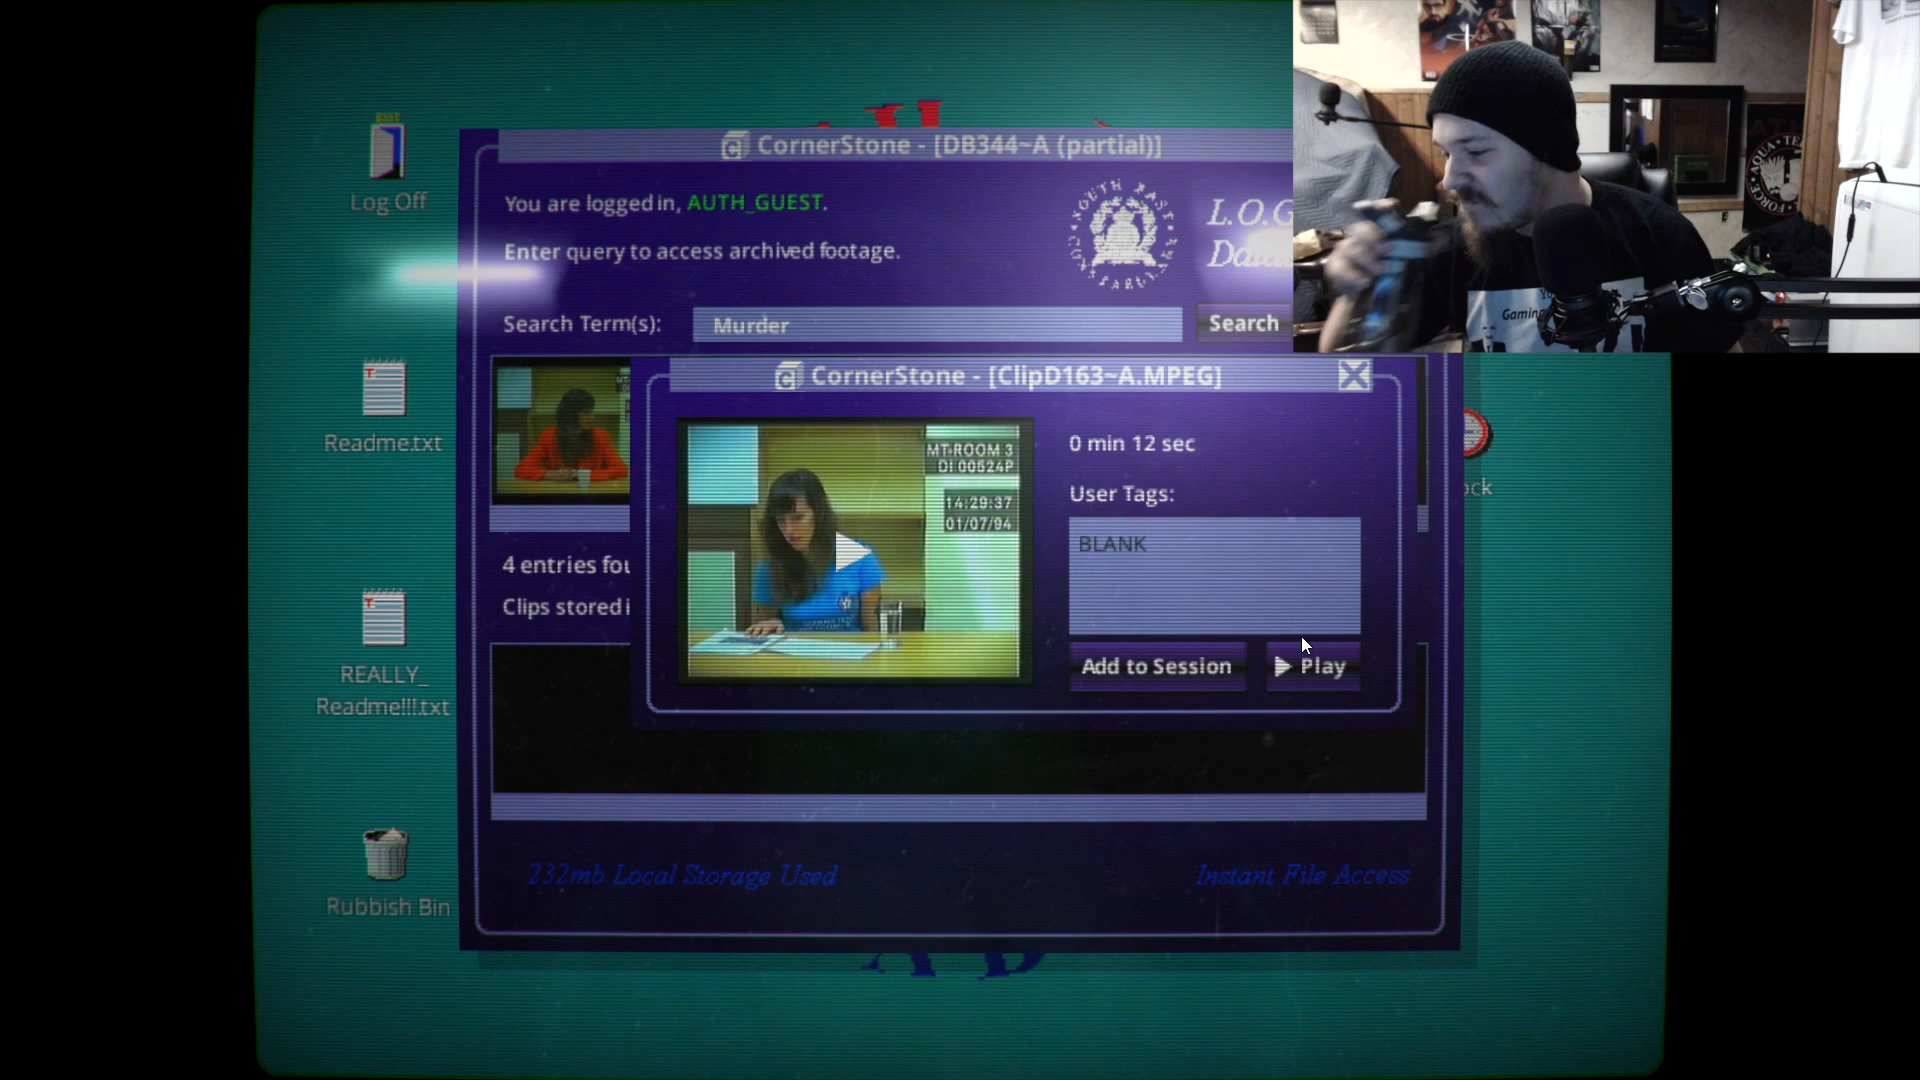 EXIT
Log Off
Readme.txt
REALLY_
Readme!!!.txt
Rubbish Bin
CornerStone - [DB344~A (partial)]
You are logged in, AUTH_GUEST.
Enter query to access archived footage.
L.O.G
Search Term(s):
Murder
Search
CornerStone - [ClipD163~A.MPEG]
MT-ROOM 3
DI 00524P
14:29:37
01/07/94
0 min 12 sec
User Tags:
BLANK
Add to Session
Play
4 entries fou
Clips stored i
232mb Local Storage Used
Instant File Access
ock
Gaming